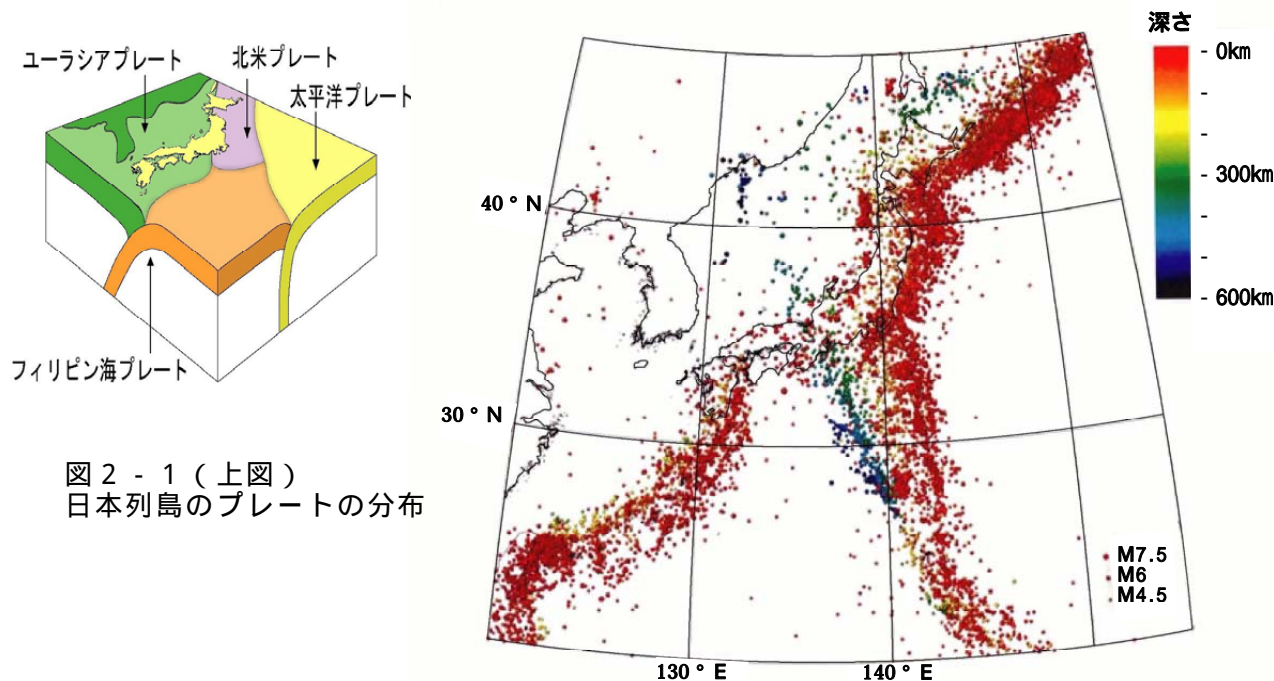 ユーラシアプレート
北米プレート
太平洋プレート
フィリピン海プレート
図2-1(上図)
日本列島のプレートの分布
深さ
- 0km
-
-
-
- 300km
-
-
- 600km
40°N
30°N
130°E
140°E
M7.5
M6
M4.5